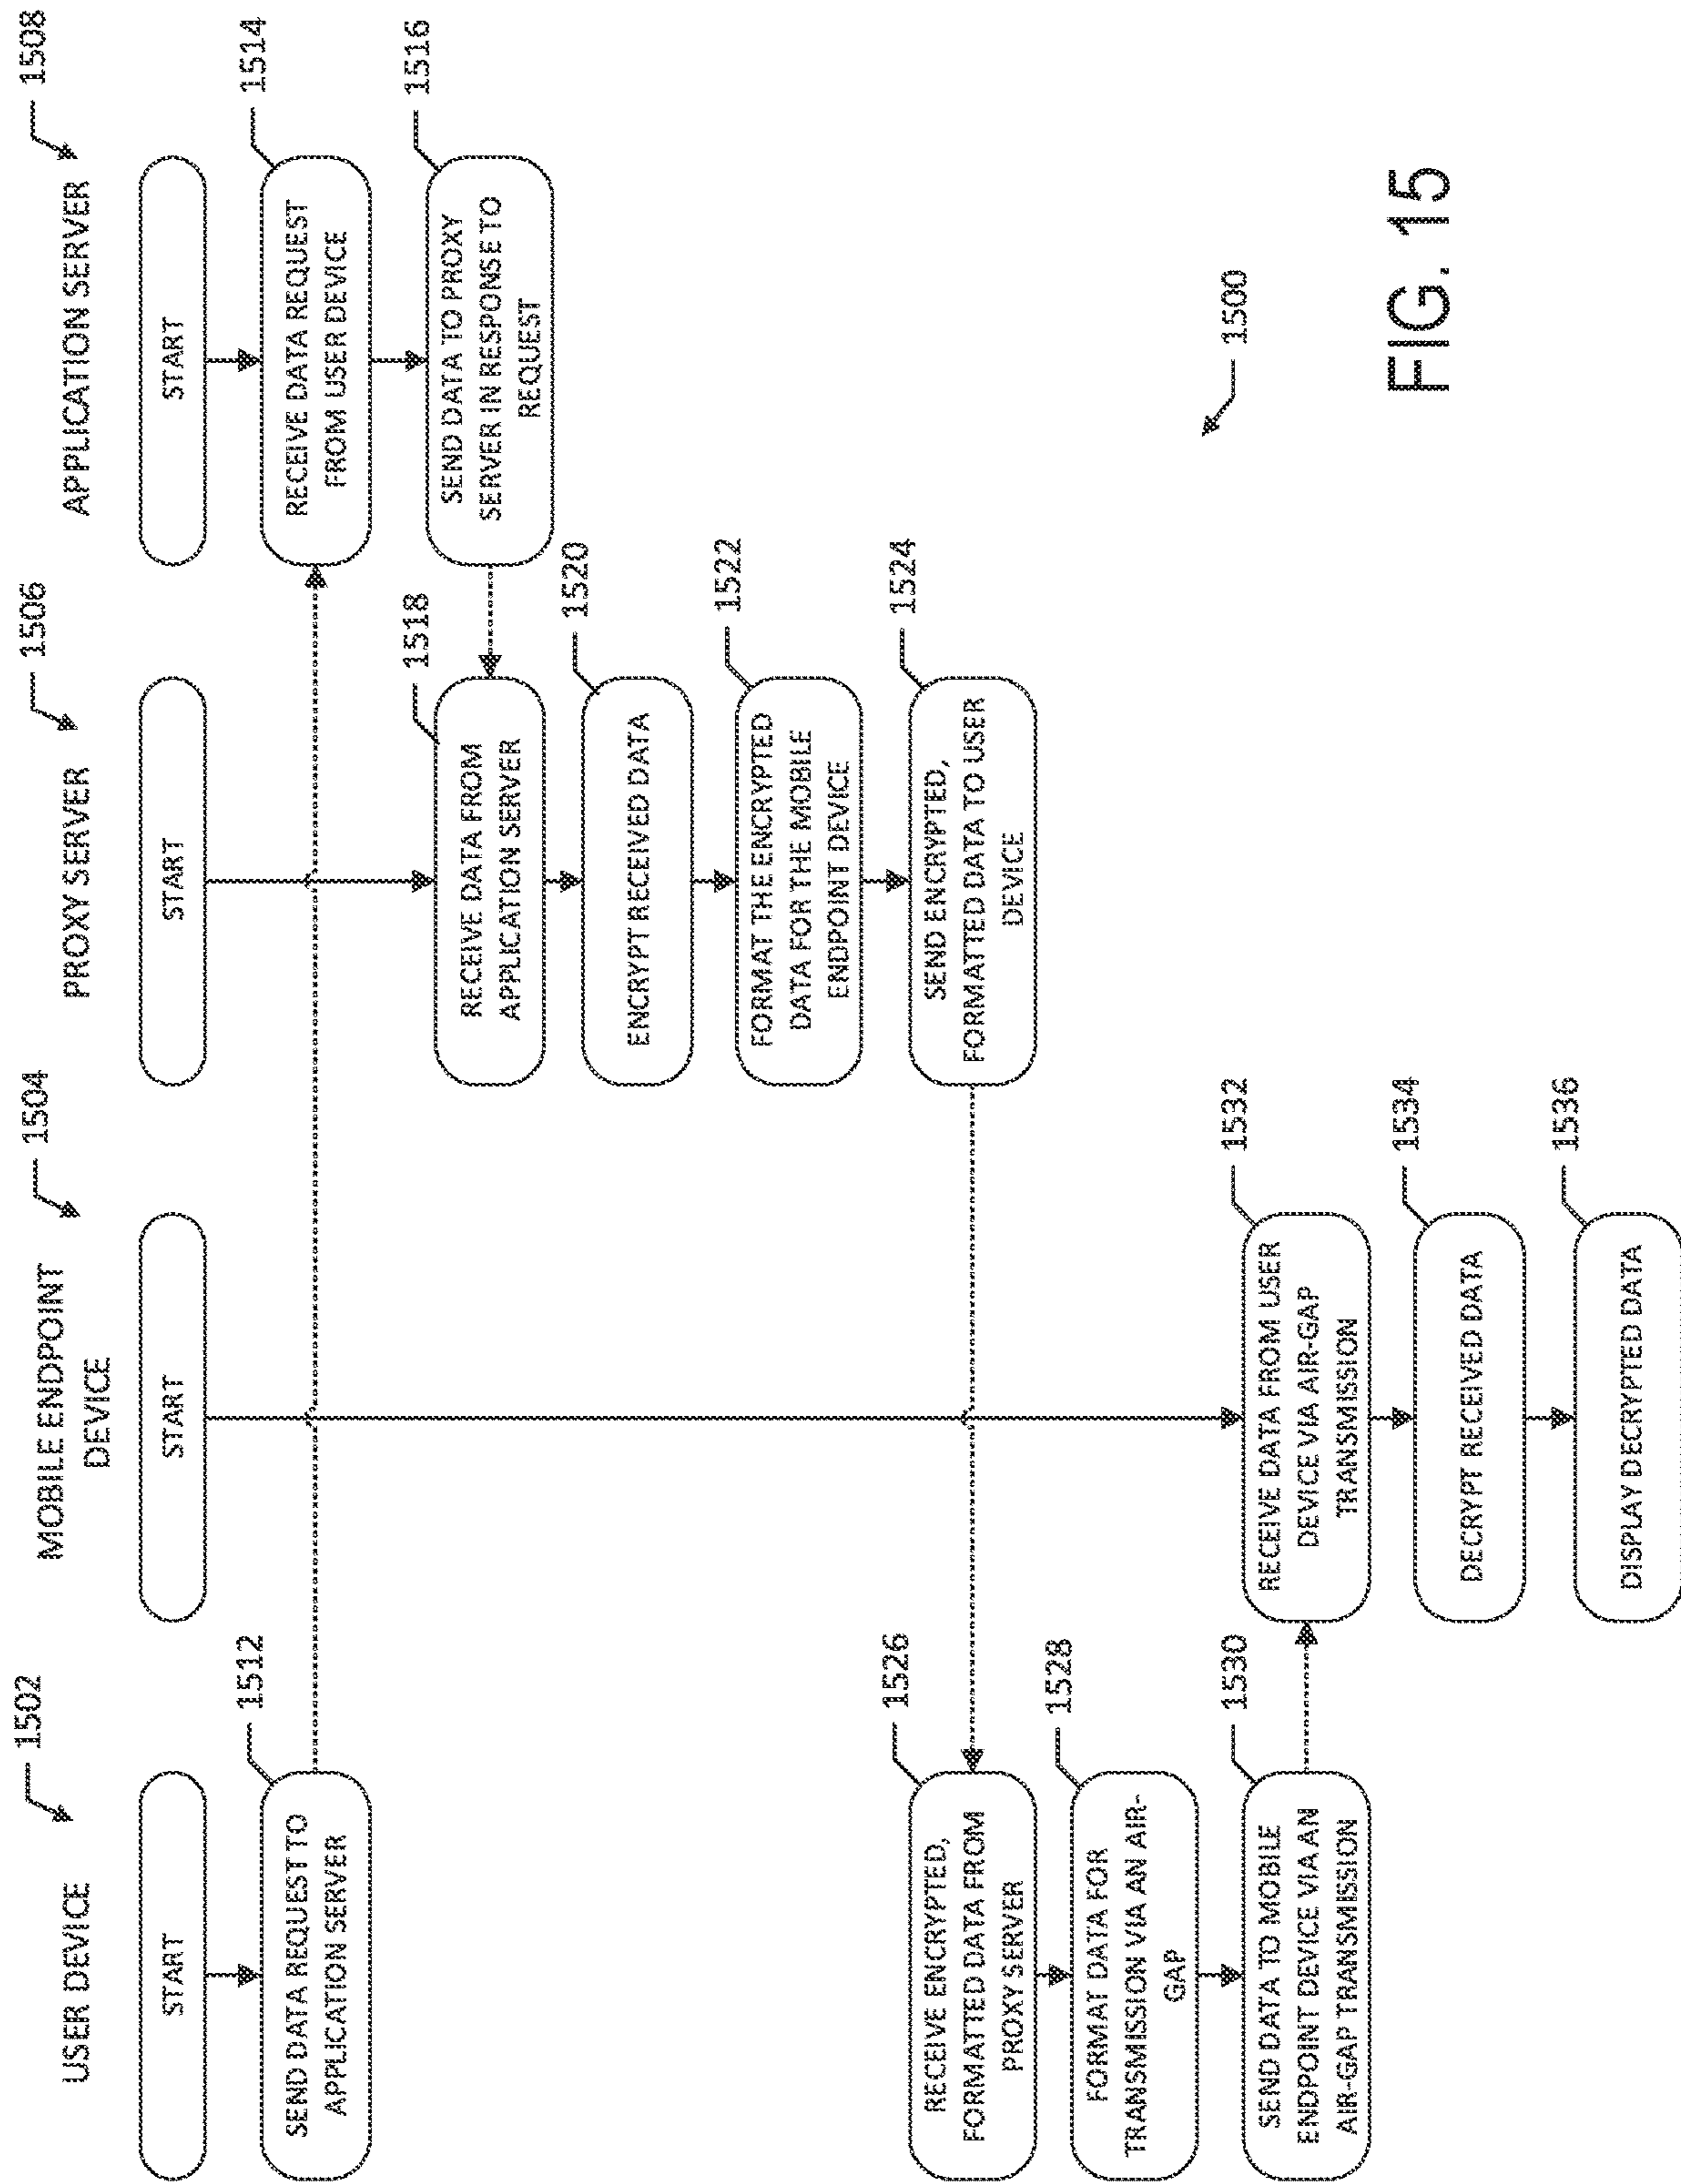 USER DEVICE
1502
START
SEND DATA REQUEST TO
APPLICATION SERVER
1512
RECEIVE ENCRYPTED,
FORMATTED DATA FROM
PROXY SERVER
1526
FORMAT DATA FOR
TRANSMISSION VIA AN AIR-
GAP
1528
SEND DATA TO MOBILE
ENDPOINT DEVICE VIA AN
AIR-GAP TRANSMISSION
1530
MOBILE ENDPOINT
DEVICE
1504
START
RECEIVE DATA FROM USER
DEVICE VIA AIR-GAP
TRANSMISSION
1532
DECRYPT RECEIVED DATA
1534
DISPLAY DECRYPTED DATA
1536
PROXY SERVER
1506
START
RECEIVE DATA FROM
APPLICATION SERVER
1518
ENCRYPT RECEIVED DATA
1520
FORMAT THE ENCRYPTED
DATA FOR THE MOBILE
ENDPOINT DEVICE
1522
SEND ENCRYPTED,
FORMATTED DATA TO USER
DEVICE
1524
APPLICATION SERVER
1508
START
RECEIVE DATA REQUEST
FROM USER DEVICE
1514
SEND DATA TO PROXY
SERVER IN RESPONSE TO
REQUEST
1516
1500
FIG. 15